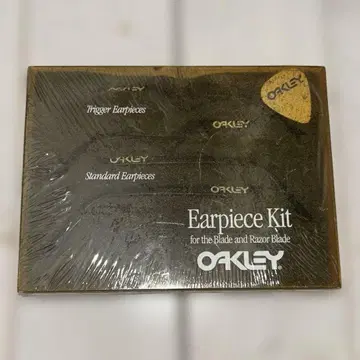 OAKLEY
OAKLEY
Trigger Earpieces
OAKLEY
OAKLEY
Standard Earpieces
OAKLEY
Earpiece Kit
for the Blade and Razor Blade
OAKLEY